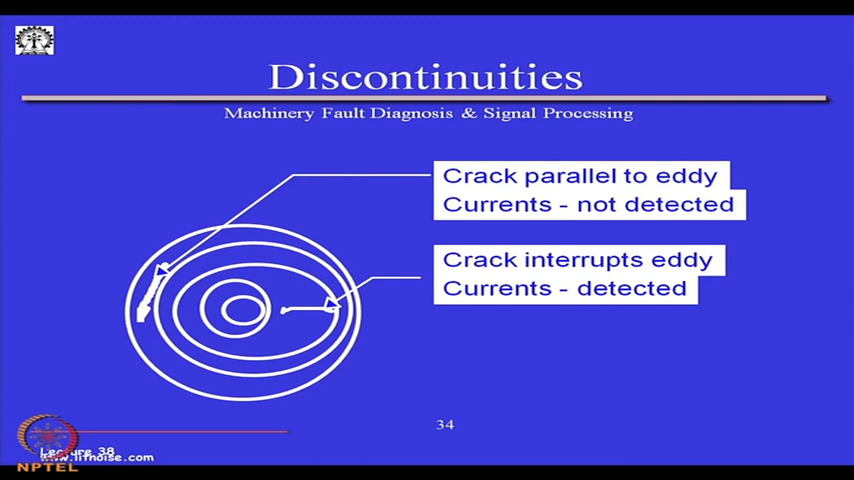 Discontinuities
Machinery Fault Diagnosis & Signal Processing
Crack parallel to eddy
Currents - not detected
Crack interrupts eddy
Currents - detected
34
Lecture 38
www.iitnoise.com
NPTEL